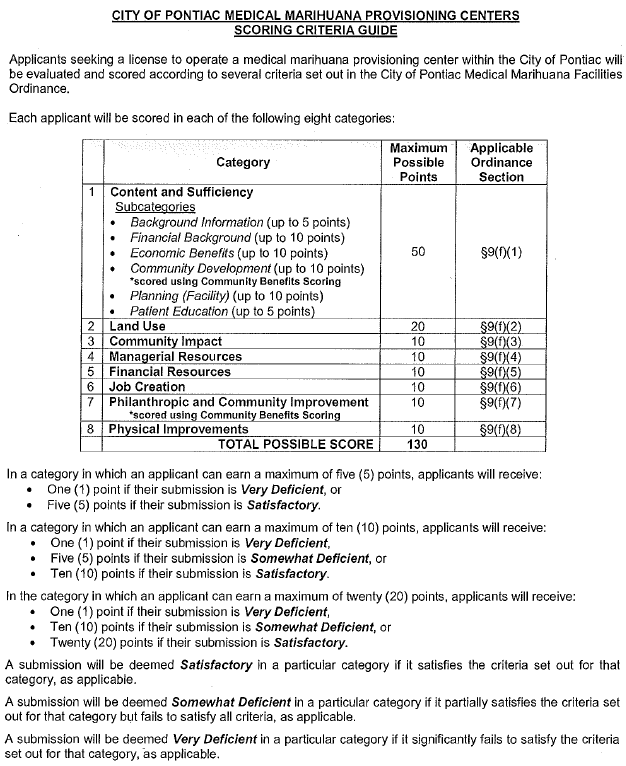 CITY OF PONTIAC MEDICAL MARIHUANA PROVISIONING CENTERS
SCORING CRITERIA GUIDE
Applicants seeking a license to operate a medical marihuana provisioning center within the City of Pontiac will
be evaluated and scored according to several criteria set out in the City of Pontiac Medical Marihuana Facilities
Ordinance.
Each applicant will be scored in each of the following eight categories:
Category
Maximum Possible Points
Applicable Ordinance Section
1 Content and Sufficiency 50 §9(f)(1)
Subcategories
• Background Information (up to 5 points)
• Financial Background (up to 10 points)
• Economic Benefits (up to 10 points)
• Community Development (up to 10 points)
*scored using Community Benefits Scoring
• Planning (Facility) (up to 10 points)
• Patient Education (up to 5 points)
2 Land Use 20 §9(f)(2)
3 Community Impact 10 §9(f)(3)
4 Managerial Resources 10 §9(f)(4)
5 Financial Resources 10 §9(f)(5)
6 Job Creation 10 §9(f)(6)
7 Philanthropic and Community Improvement 10 §9(f)(7)
*scored using Community Benefits Scoring
8 Physical Improvements 10 §9(f)(8)
TOTAL POSSIBLE SCORE 130
In a category in which an applicant can earn a maximum of five (5) points, applicants will receive:
• One (1) point if their submission is Very Deficient, or
• Five (5) points if their submission is Satisfactory.
In a category in which an applicant can earn a maximum of ten (10) points, applicants will receive:
• One (1) point if their submission is Very Deficient,
• Five (5) points if their submission is Somewhat Deficient, or
• Ten (10) points if their submission is Satisfactory.
In the category in which an applicant can earn a maximum of twenty (20) points, applicants will receive:
• One (1) point if their submission is Very Deficient,
• Ten (10) points if their submission is Somewhat Deficient, or
• Twenty (20) points if their submission is Satisfactory.
A submission will be deemed Satisfactory in a particular category if it satisfies the criteria set out for that
category, as applicable.
A submission will be deemed Somewhat Deficient in a particular category if it partially satisfies the criteria set
out for that category but fails to satisfy all criteria, as applicable.
A submission will be deemed Very Deficient in a particular category if it significantly fails to satisfy the criteria
set out for that category, as applicable.